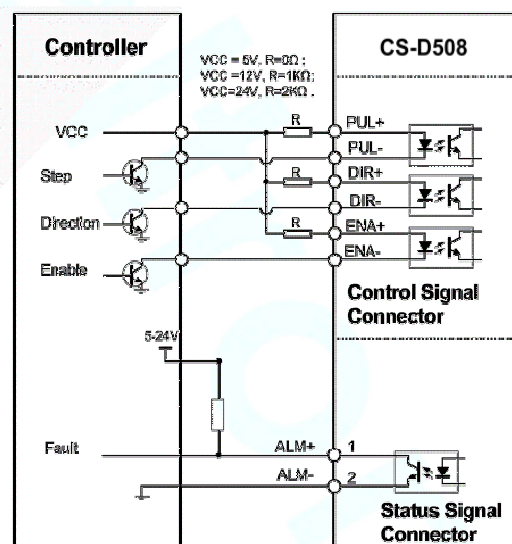 Controller
CS-D508
VCC = 5V, R=0Ω ;
VCC =12V, R=1KΩ;
VCC=24V, R=2KΩ .
VCC
R
PUL+
PUL-
Step
R
DIR+
DIR-
Direction
R
ENA+
ENA-
Enable
Control Signal
Connector
5-24V
Fault
ALM+
1
ALM-
2
Status Signal
Connector